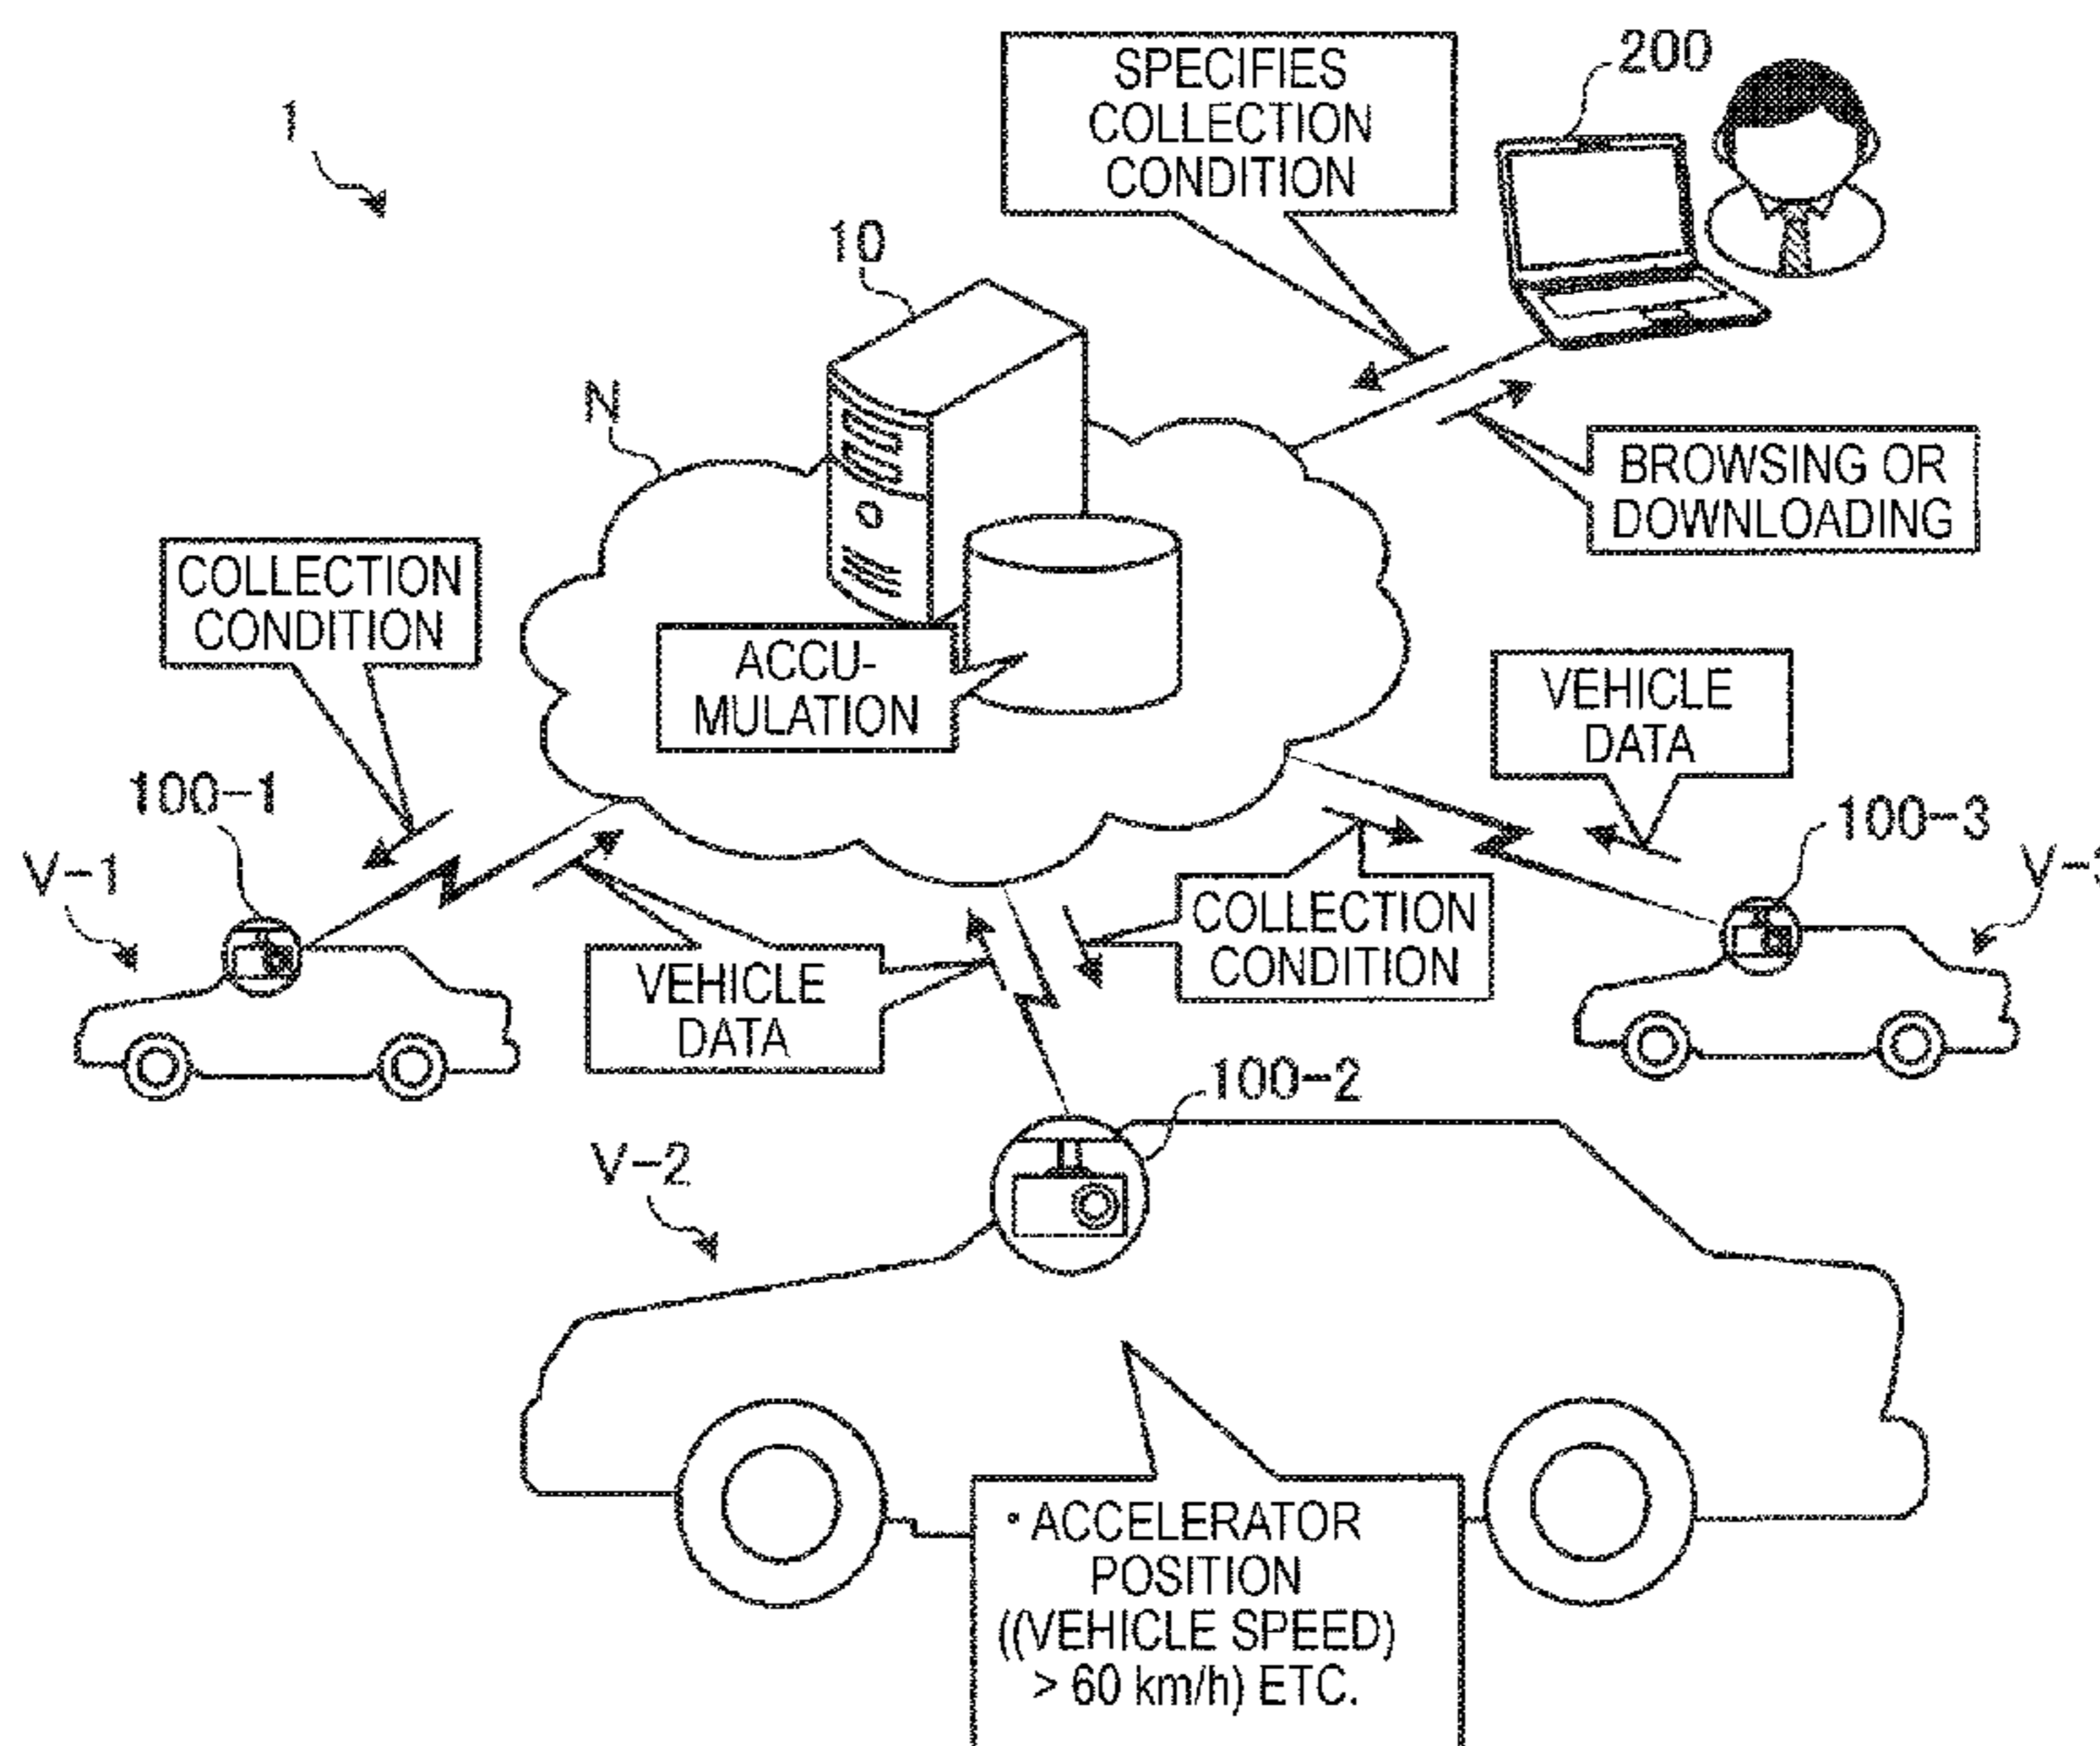 1
SPECIFIES
COLLECTION
CONDITION
200
10
N
BROWSING OR
DOWNLOADING
COLLECTION
CONDITION
ACCU-
MULATION
VEHICLE
DATA
100-1
100-3
V-1
V-3
COLLECTION
CONDITION
VEHICLE
DATA
100-2
V-2
• ACCELERATOR
POSITION
((VEHICLE SPEED)
> 60 km/h) ETC.